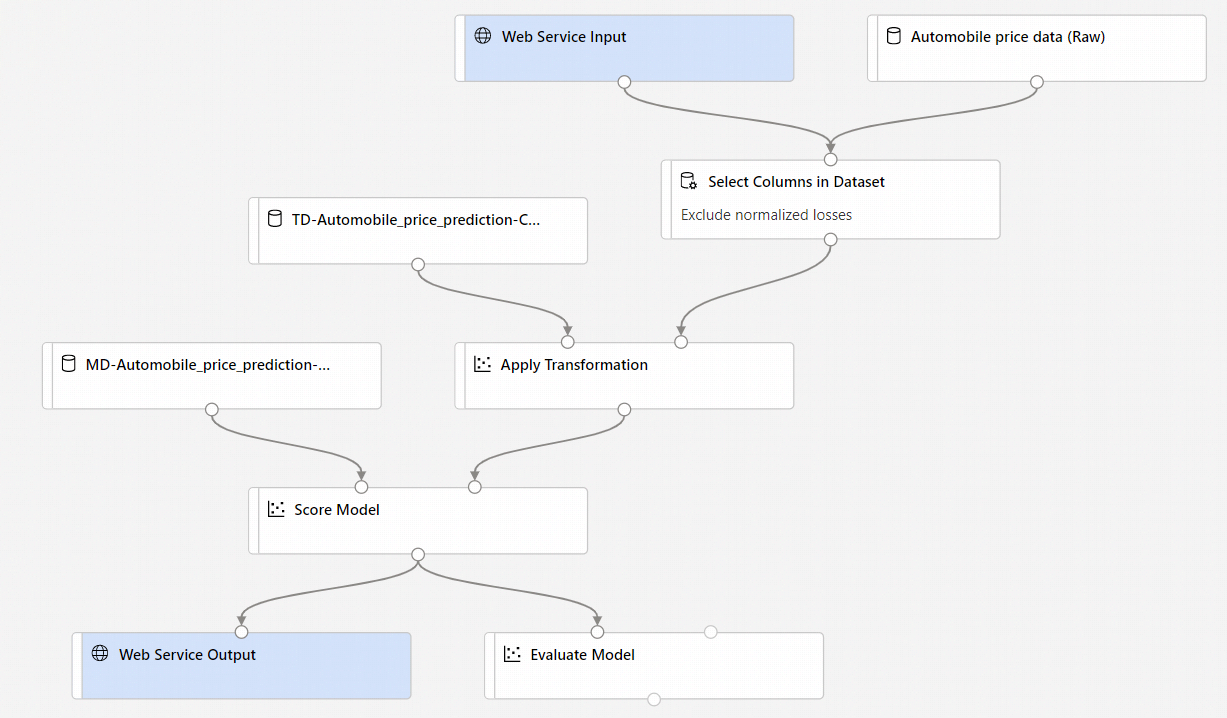 Web Service Input
Automobile price data (Raw)
Select Columns in Dataset
Exclude normalized losses
TD-Automobile_price_prediction-C...
MD-Automobile_price_prediction-...
Apply Transformation
Score Model
Web Service Output
Evaluate Model